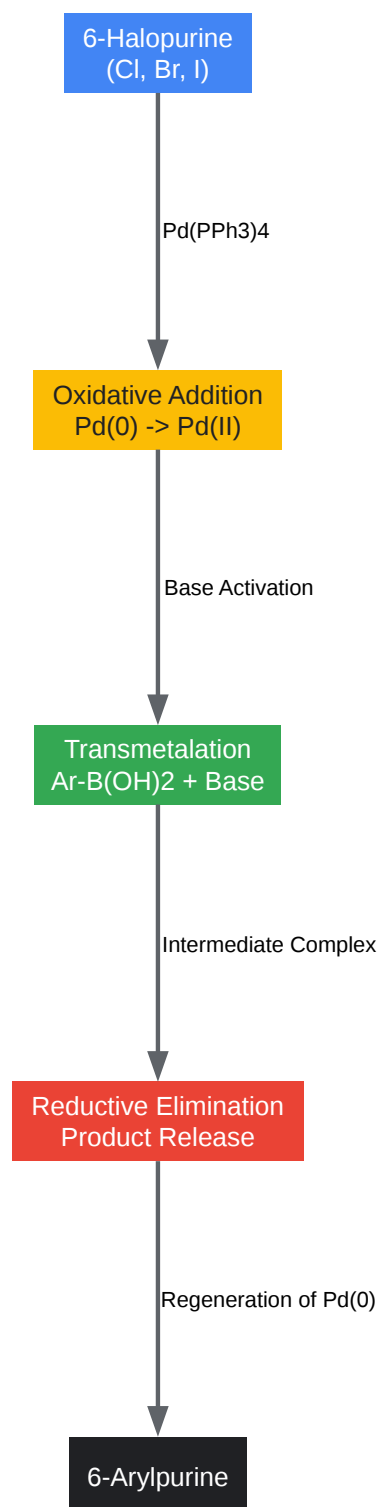 6-Halopurine
(Cl, Br, I)
Pd(PPh3)4
Oxidative Addition
Pd(0) -> Pd(II)
Base Activation
Transmetalation
Ar-B(OH)2 + Base
Intermediate Complex
Reductive Elimination
Product Release
Regeneration of Pd(0)
6-Arylpurine